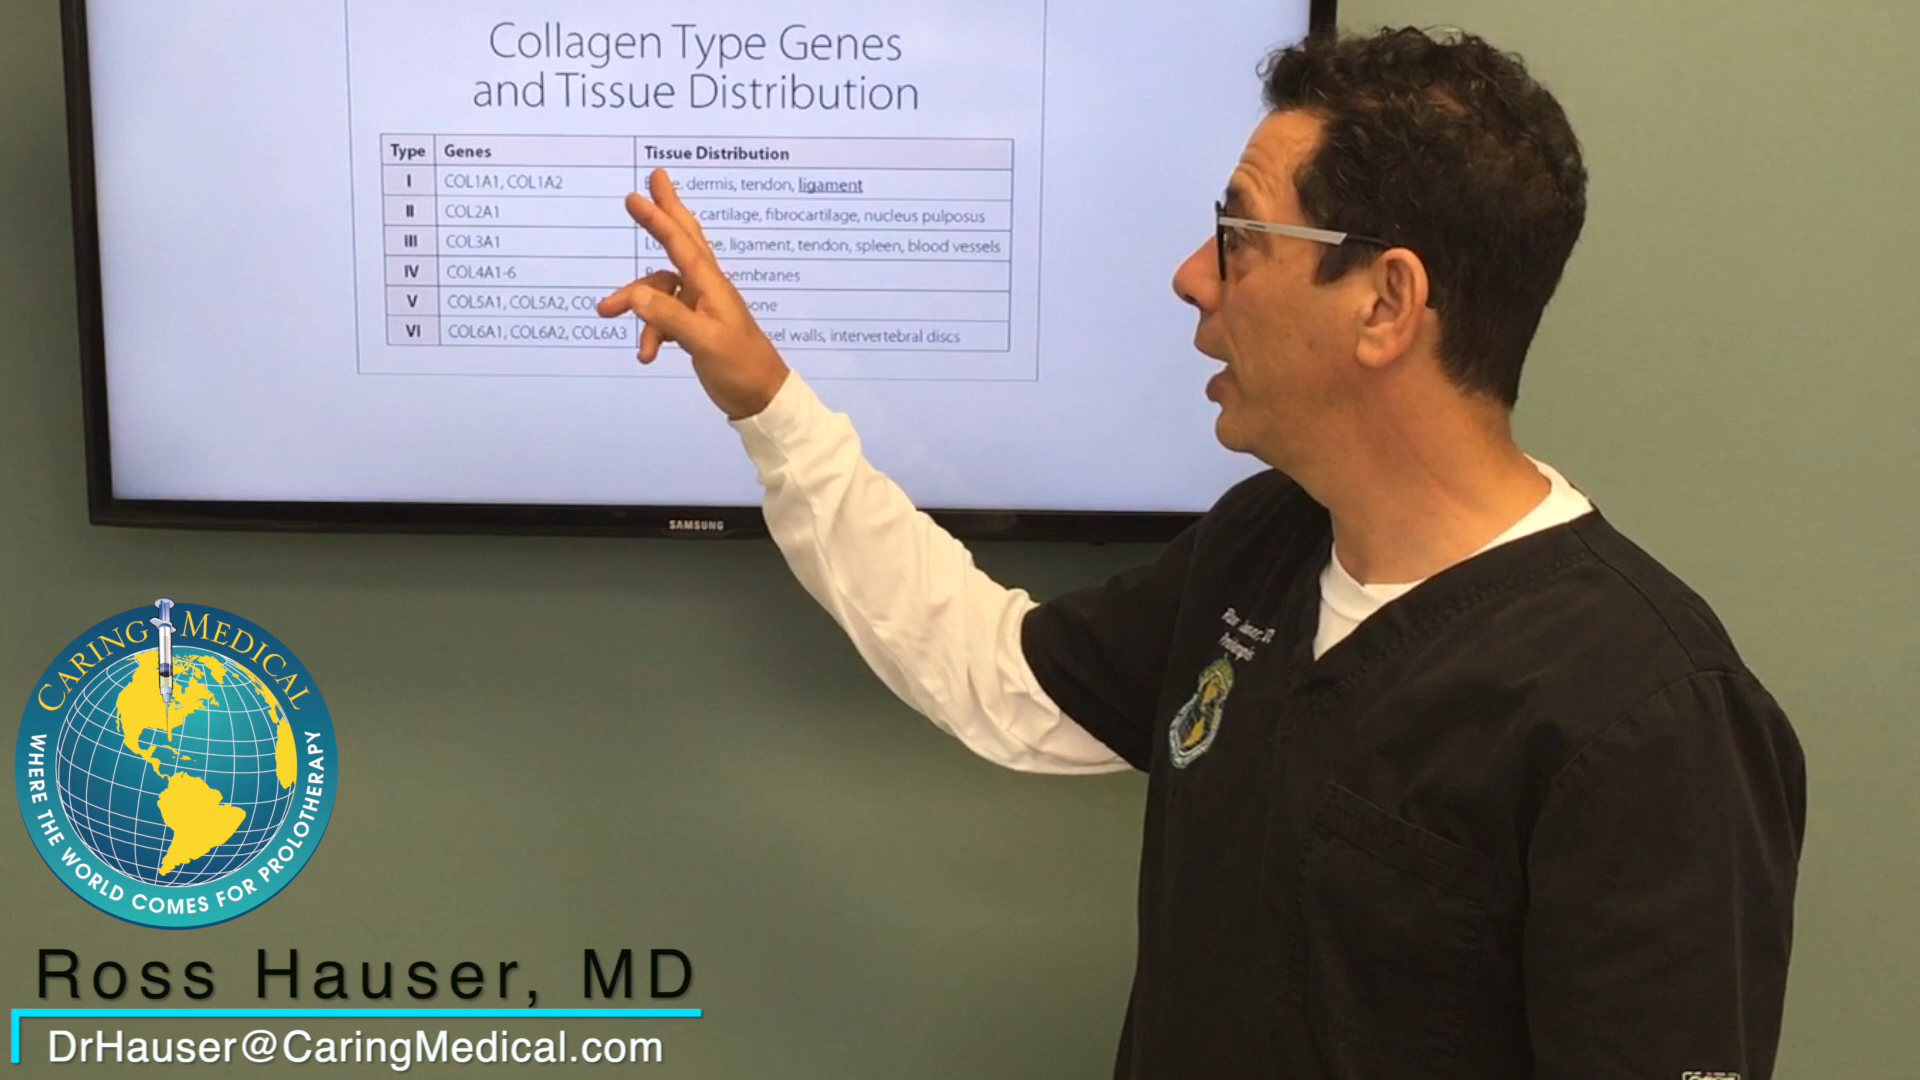 Collagen Type Genes
and Tissue Distribution
Type Genes Tissue Distribution
I COL1A1, COL1A2 dermis, tendon, ligament
II COL2A1 cartilage, fibrocartilage, nucleus pulposus
III COL3A1 ligament, tendon, spleen, blood vessels
IV COL4A1-6
V COL5A1, COL5A2,
VI COL6A1, COL6A2, COL6A3 walls, intervertebral discs
SAMSUNG
CARING MEDICAL
WHERE THE WORLD COMES FOR PROLOTHERAPY
Ross Hauser, MD
DrHauser@CaringMedical.com